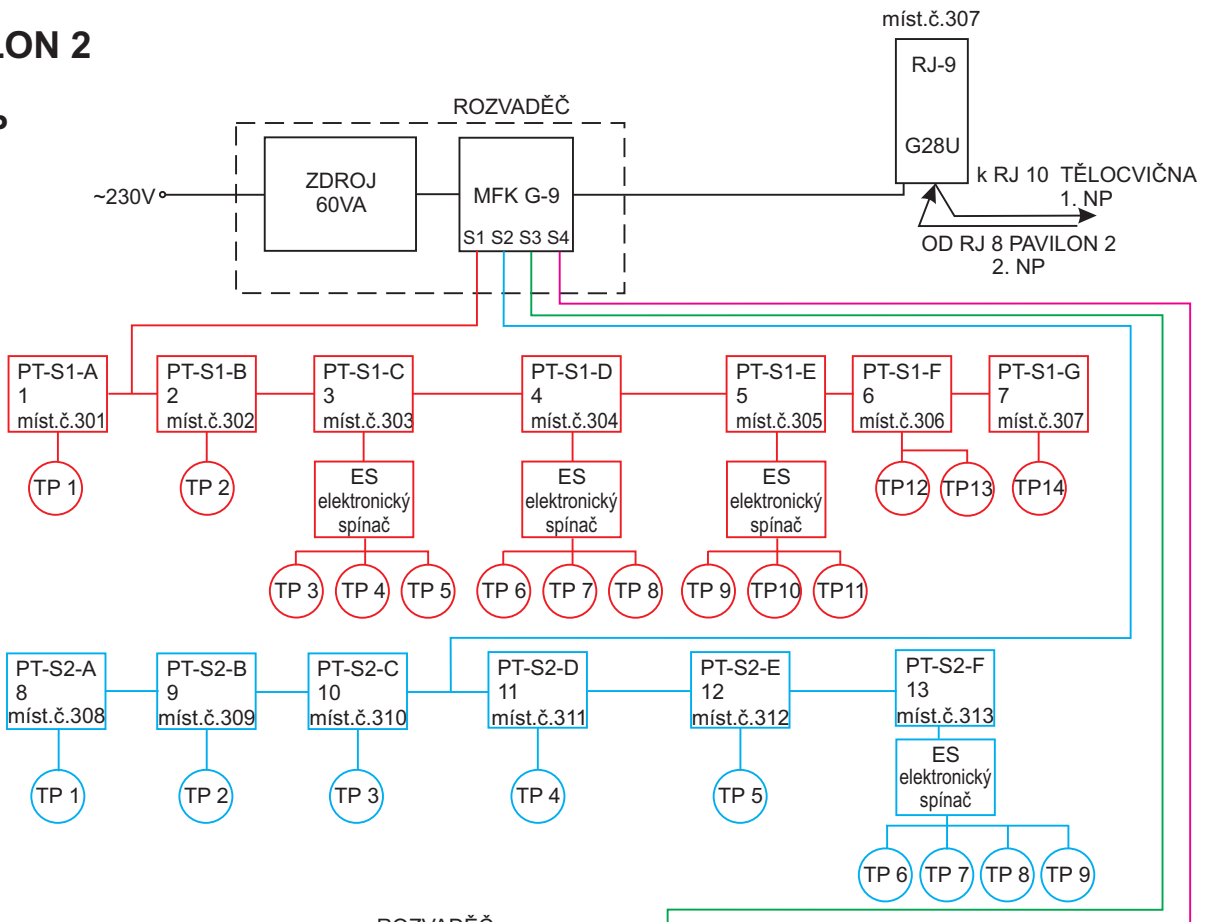 LON 2
míst.č.307
RJ-9
G28U
ROZVADĚČ
ZDROJ
60VA
MFK G-9
S1 S2 S3 S4
~230V
k RJ 10 TĚLOCVIČNA
1. NP
OD RJ 8 PAVILON 2
2. NP
PT-S1-A
1
míst.č.301
PT-S1-B
2
míst.č.302
PT-S1-C
3
míst.č.303
PT-S1-D
4
míst.č.304
PT-S1-E
5
míst.č.305
PT-S1-F
6
míst.č.306
PT-S1-G
7
míst.č.307
TP 1
TP 2
ES
elektronický
spínač
ES
elektronický
spínač
ES
elektronický
spínač
TP12
TP13
TP14
TP 3
TP 4
TP 5
TP 6
TP 7
TP 8
TP 9
TP10
TP11
PT-S2-A
8
míst.č.308
PT-S2-B
9
míst.č.309
PT-S2-C
10
míst.č.310
PT-S2-D
11
míst.č.311
PT-S2-E
12
míst.č.312
PT-S2-F
13
míst.č.313
TP 1
TP 2
TP 3
TP 4
TP 5
ES
elektronický
spínač
TP 6
TP 7
TP 8
TP 9
ROZVADĚČ